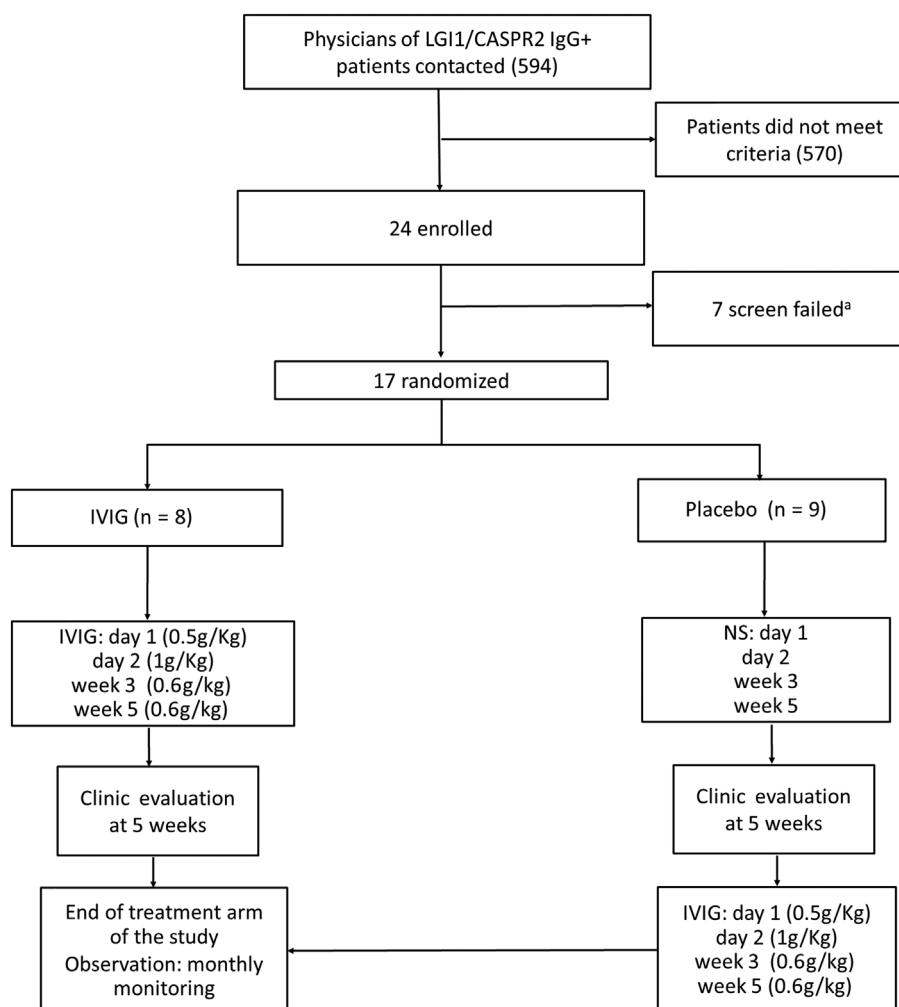 Physicians of LGI1/CASPR2 IgG+
patients contacted (594)
Patients did not meet
criteria (570)
24 enrolled
7 screen failedᵃ
17 randomized
IVIG (n = 8)
Placebo (n = 9)
IVIG: day 1 (0.5g/Kg)
day 2 (1g/Kg)
week 3 (0.6g/kg)
week 5 (0.6g/kg)
NS: day 1
day 2
week 3
week 5
Clinic evaluation
at 5 weeks
Clinic evaluation
at 5 weeks
End of treatment arm
of the study
Observation: monthly
monitoring
IVIG: day 1 (0.5g/Kg)
day 2 (1g/Kg)
week 3 (0.6g/kg)
week 5 (0.6g/kg)